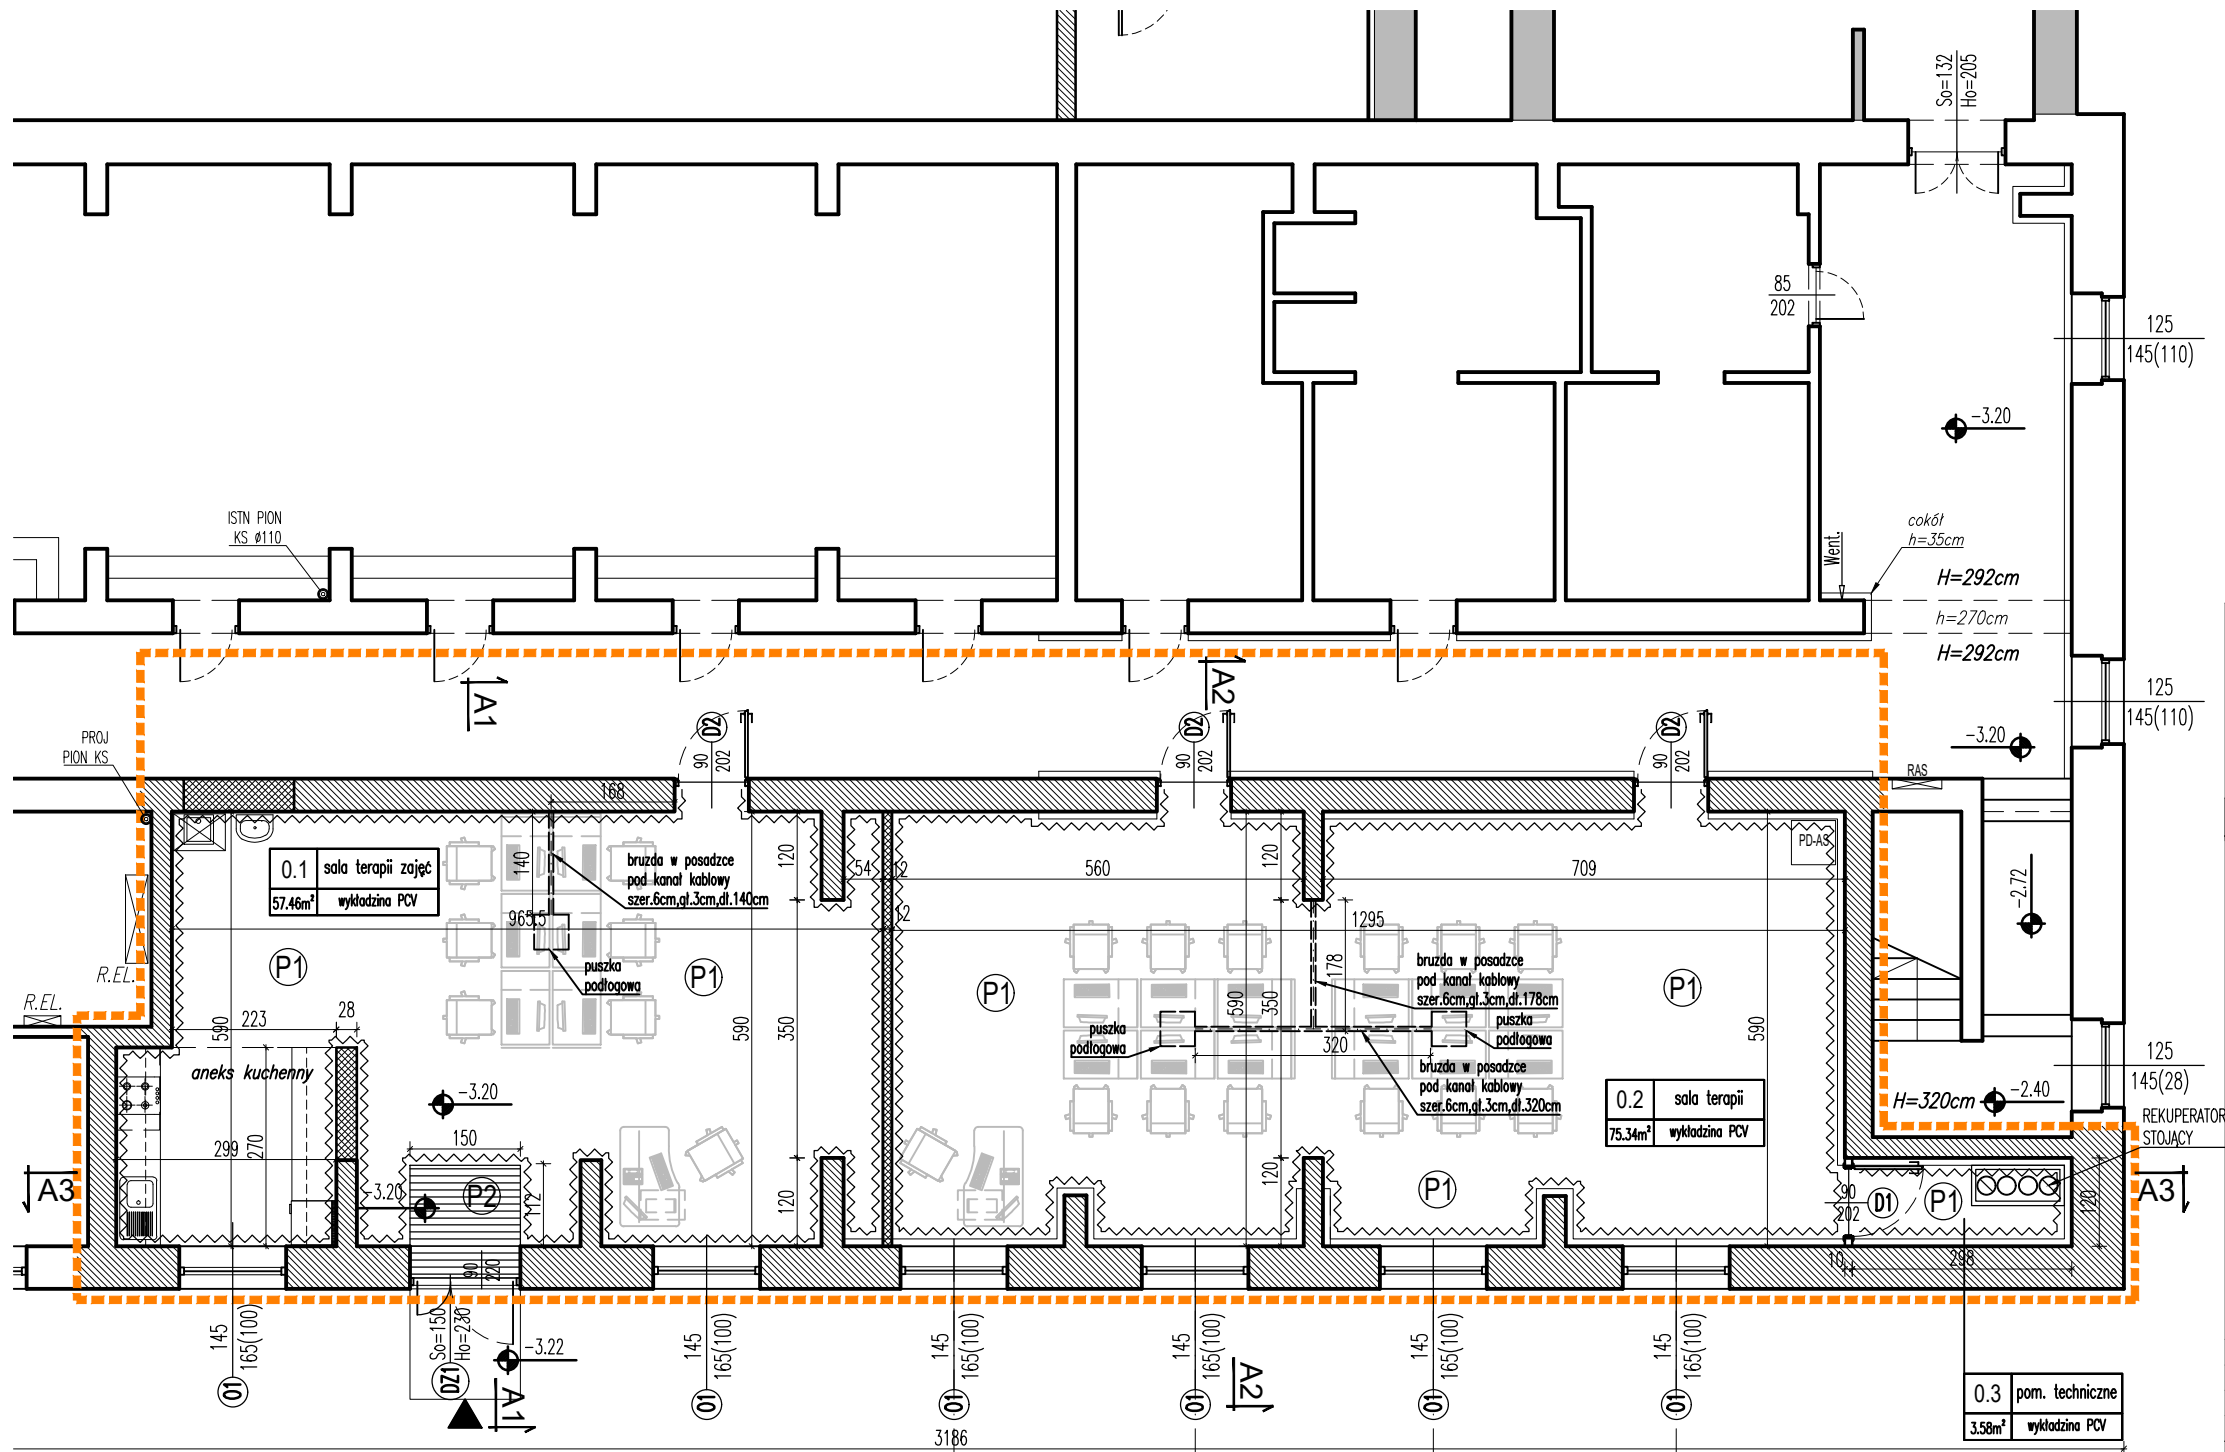 So=132
Ho=205
85
202
125
145(110)
-3.20
ISTN PION
KS ø110
cokół
h=35cm
Went.
H=292cm
h=270cm
H=292cm
A1
A2
125
145(110)
PROJ
PION KS
D2
90
202
D2
90
202
D2
90
202
-3.20
RAS
168
PD-AS
0.1
sala terapii zajęć
57.46m²
wykładzina PCV
140
bruzda w posadzce
pod kanał kablowy
szer.6cm,gł.3cm,dł.140cm
120
54
12
560
120
709
-2.72
965.5
12
1295
R.EL.
P1
puszka
podłogowa
P1
P1
178
bruzda w posadzce
pod kanał kablowy
szer.6cm,gł.3cm,dł.178cm
P1
R.EL.
223
28
590
590
350
590
350
puszka
podłogowa
puszka
podłogowa
590
320
125
145(28)
aneks kuchenny
bruzda w posadzce
pod kanał kablowy
szer.6cm,gł.3cm,dł.320cm
-3.20
0.2
sala terapii
75.34m²
wykładzina PCV
H=320cm
-2.40
REKUPERATOR
STOJĄCY
299
270
150
A3
-3.20
P2
112
120
120
P1
90
202
D1
P1
120
A3
90
220
10
298
145
165(100)
O1
So=150
Ho=230
DZ1
-3.22
A1
145
165(100)
O1
145
165(100)
O1
145
165(100)
O1
A2
145
165(100)
O1
145
165(100)
O1
0.3
pom. techniczne
3.58m²
wykładzina PCV
3186